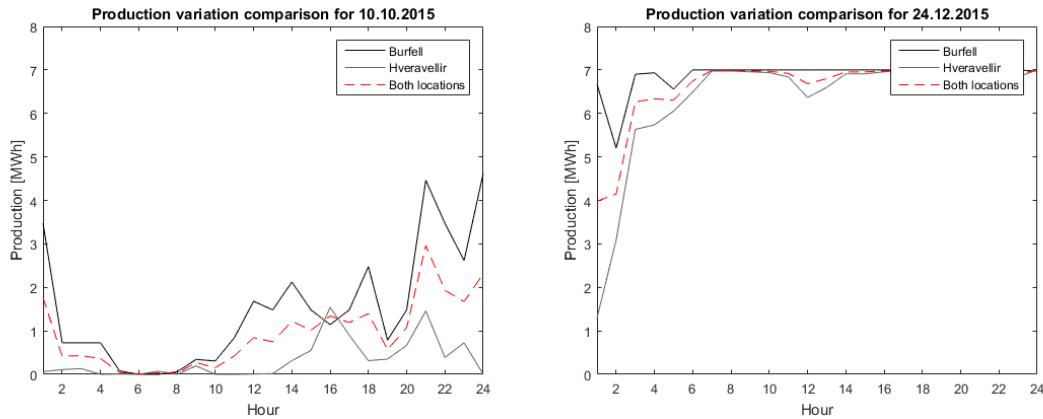 Production variation comparison for 10.10.2015
8
7
6
5
4
3
2
1
0
Production [MWh]
2 4 6 8 10 12 14 16 18 20 22 24
Hour
Burfell
Hveravellir
Both locations
Production variation comparison for 24.12.2015
8
7
6
5
4
3
2
1
0
Production [MWh]
2 4 6 8 10 12 14 16 18 20 22 24
Hour
Burfell
Hveravellir
Both locations